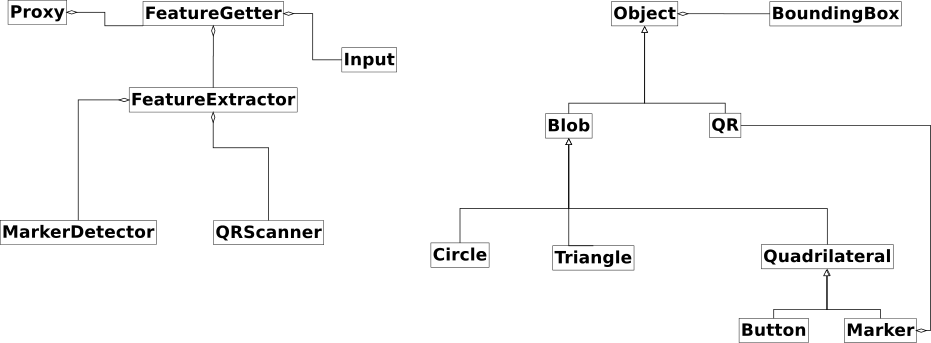 Proxy
FeatureGetter
Input
FeatureExtractor
MarkerDetector
QRScanner
Object
BoundingBox
Blob
QR
Circle
Triangle
Quadrilateral
Button
Marker